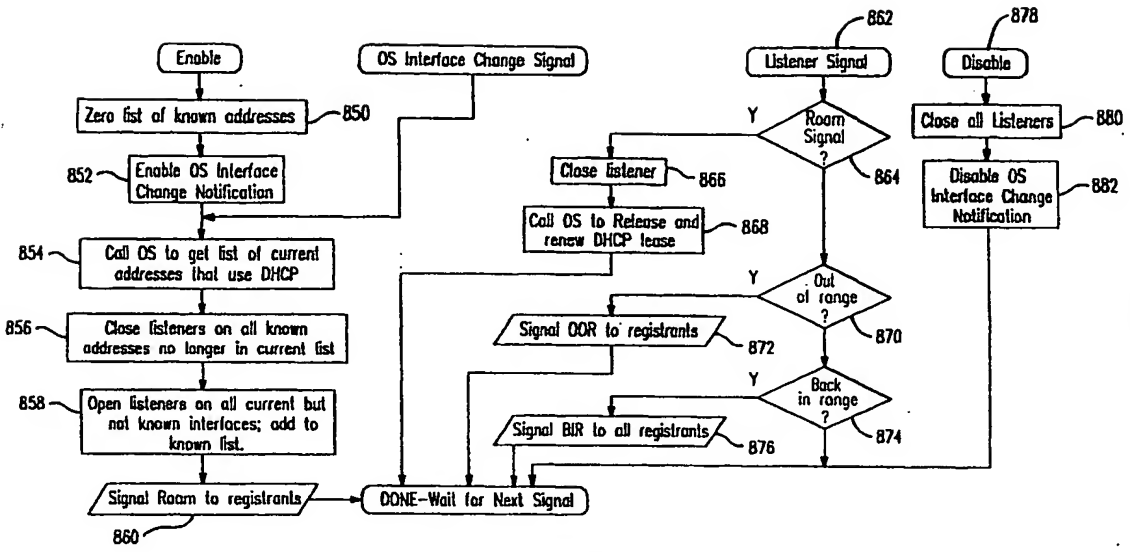 862
878
Enable
OS Interface Change Signal
Listener Signal
Disable
Zero list of known addresses
850
Y
Roam
Signal
?
864
Close all Listeners
880
852
Enable OS Interface
Change Notification
Close listener
866
Disable OS
Interface Change
Notification
882
Call OS to Release and
renew DHCP lease
868
854
Call OS to get list of current
addresses that use DHCP
Y
Out
of range
?
870
856
Close listeners on all known
addresses no longer in current list
Signal OOR to registrants
872
858
Open listeners on all current but
not known interfaces; add to
known list.
Y
Back
in range
?
874
Signal BIR to all registrants
876
Signal Roam to registrants
860
DONE-Wait for Next Signal